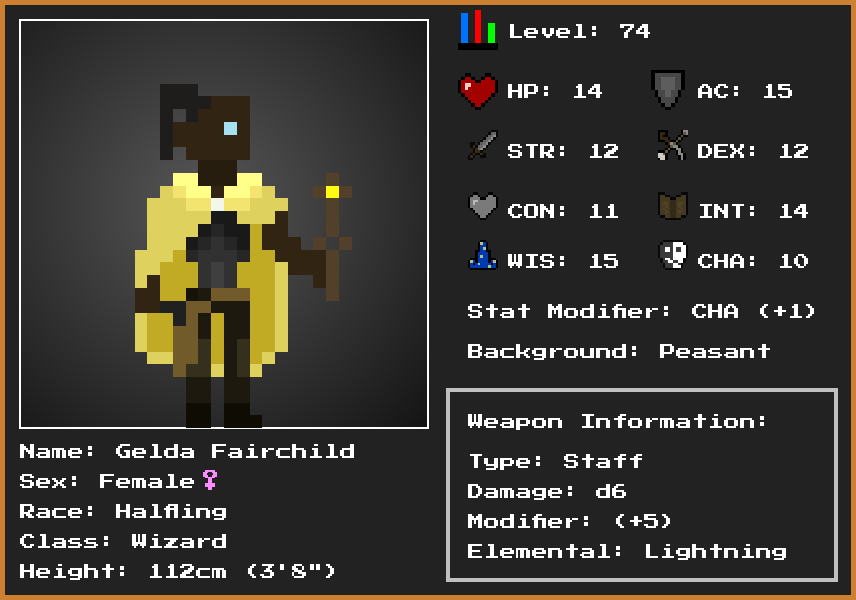 Level: 74
HP: 14 AC: 15
STR: 12 DEX: 12
CON: 11 INT: 14
WIS: 15 CHA: 10
Stat Modifier: CHA (+1)
Background: Peasant
Weapon Information:
Type: Staff
Damage: d6
Modifier: (+5)
Elemental: Lightning
Name: Gelda Fairchild
Sex: Female♀
Race: Halfling
Class: Wizard
Height: 112cm (3'8")